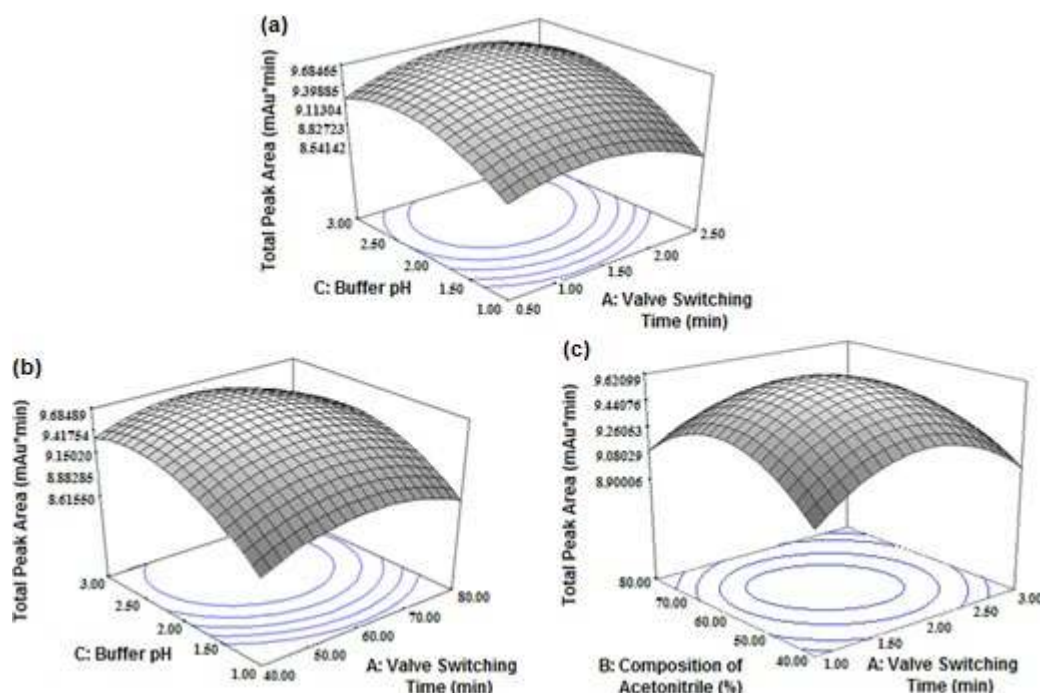 (a)
Total Peak Area (mAu*min)
9.68465
9.39885
9.11304
8.82723
8.54142
3.00
2.50
2.00
1.50
1.00
C: Buffer pH
0.50
1.00
1.50
2.00
2.50
A: Valve Switching
Time (min)
(b)
Total Peak Area (mAu*min)
9.68489
9.41754
9.15020
8.88285
8.61550
3.00
2.50
2.00
1.50
1.00
C: Buffer pH
40.00
50.00
60.00
70.00
80.00
A: Valve Switching
Time (min)
(c)
Total Peak Area (mAu*min)
9.62099
9.44076
9.26053
9.08029
8.90006
80.00
70.00
60.00
50.00
40.00
B: Composition of
Acetonitrile (%)
1.00
1.50
2.00
2.50
3.00
A: Valve Switching
Time (min)